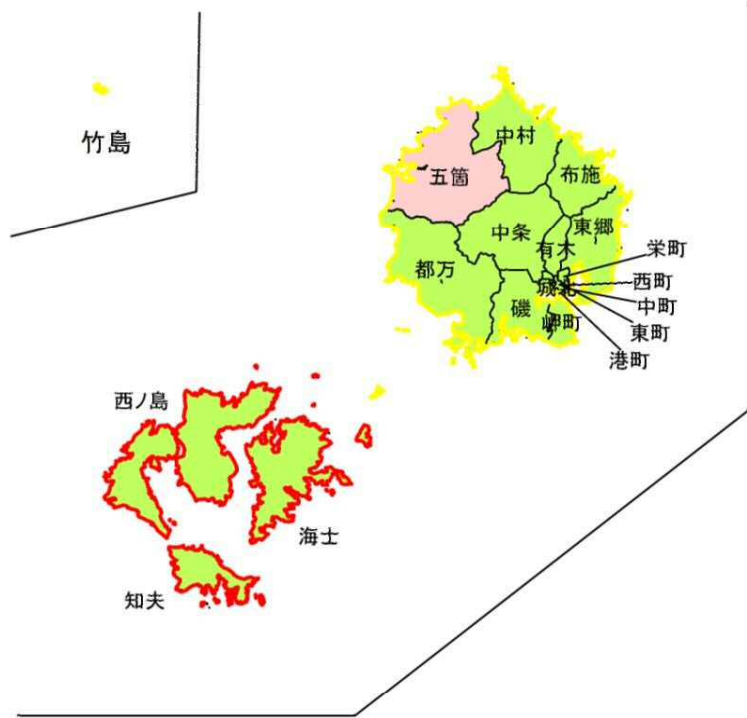 竹島
中村
五箇
布施
中条
東郷
有木
都万
栄町
城北
西町
中町
磯
岬町
東町
港町
西ノ島
海士
知夫